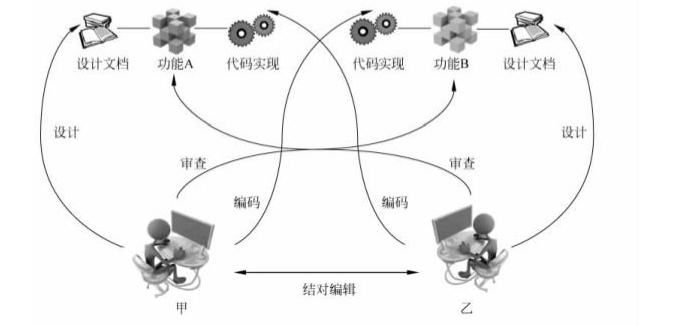 设计文档 功能A 代码实现 代码实现 功能B 设计文档
设计 设计
审查 审查
编码 编码
结对编辑
甲 乙